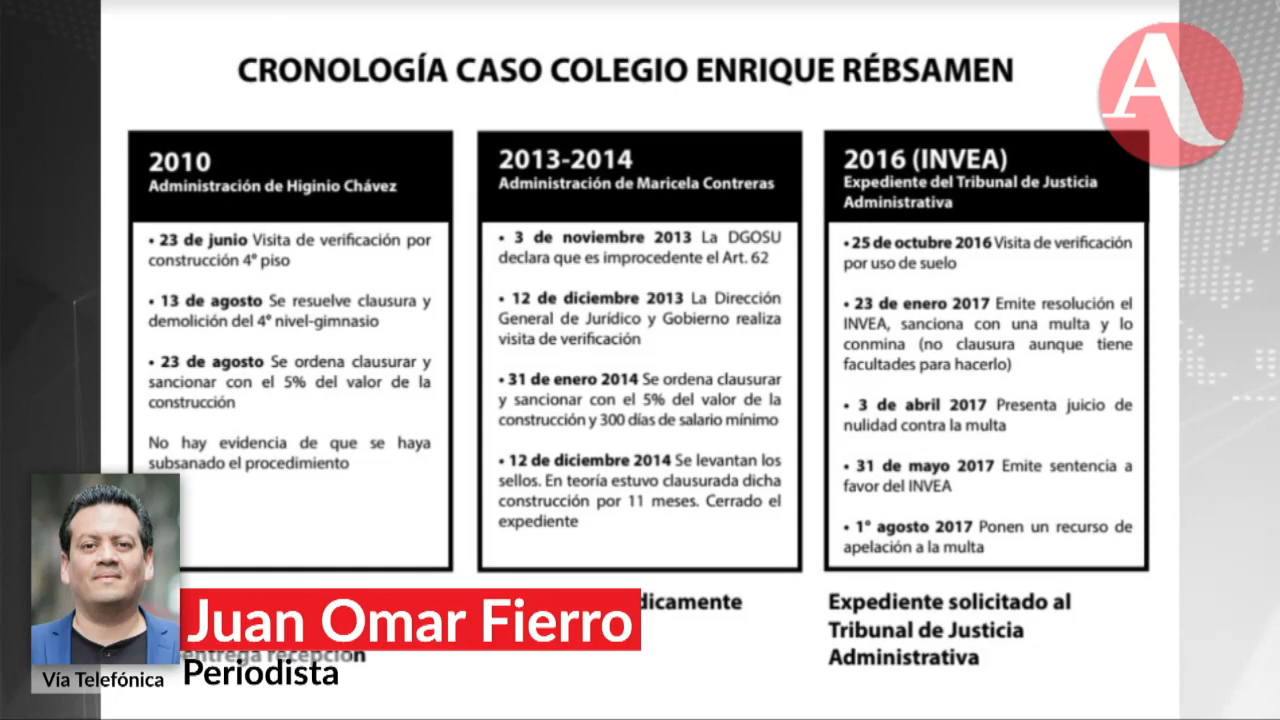 CRONOLOGÍA CASO COLEGIO ENRIQUE RÉBSAMEN
A
2010
Administración de Higinio Chávez
• 23 de junio Visita de verificación por
construcción 4° piso
• 13 de agosto Se resuelve clausura y
demolición del 4° nivel-gimnasio
• 23 de agosto Se ordena clausurar y
sancionar con el 5% del valor de la
construcción
No hay evidencia de que se haya
subsanado el procedimiento
2013-2014
Administración de Maricela Contreras
• 3 de noviembre 2013 La DGOSU
declara que es improcedente el Art. 62
• 12 de diciembre 2013 La Dirección
General de Jurídico y Gobierno realiza
visita de verificación
• 31 de enero 2014 Se ordena clausurar
y sancionar con el 5% del valor de la
construcción y 300 días de salario mínimo
• 12 de diciembre 2014 Se levantan los
sellos. En teoría estuvo clausurada dicha
construcción por 11 meses. Cerrado el
expediente
2016 (INVEA)
Expediente del Tribunal de Justicia
Administrativa
• 25 de octubre 2016 Visita de verificación
por uso de suelo
• 23 de enero 2017 Emite resolución el
INVEA, sanciona con una multa y lo
conmina (no clausura aunque tiene
facultades para hacerlo)
• 3 de abril 2017 Presenta juicio de
nulidad contra la multa
• 31 de mayo 2017 Emite sentencia a
favor del INVEA
• 1° agosto 2017 Ponen un recurso de
apelación a la multa
dicamente
Expediente solicitado al
Tribunal de Justicia
Administrativa
entrega recepción
Juan Omar Fierro
Periodista
Vía Telefónica